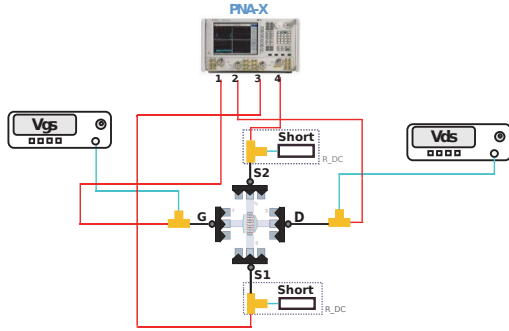 PNA-X
1 2 3 4
Vgs
Vds
Short
R_DC
S2
G
D
S1
Short
R_DC